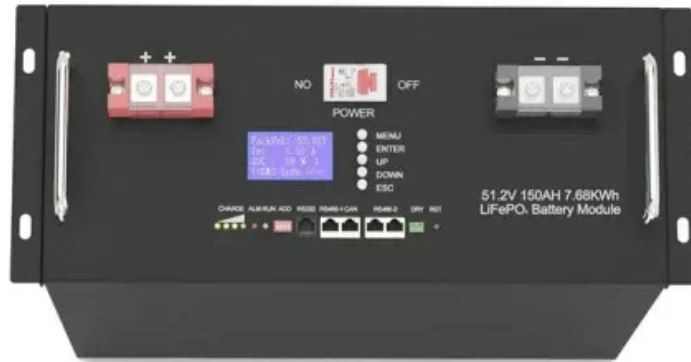 + +
- -
NO OFF
POWER
MENU
ENTER
UP
DOWN
ESC
51.2V 150AH 7.68KWh
LiFePO₄ Battery Module
CHARGE ALM RUN ADD RS232 RS485-1 CAN RS485-2 DRY RST